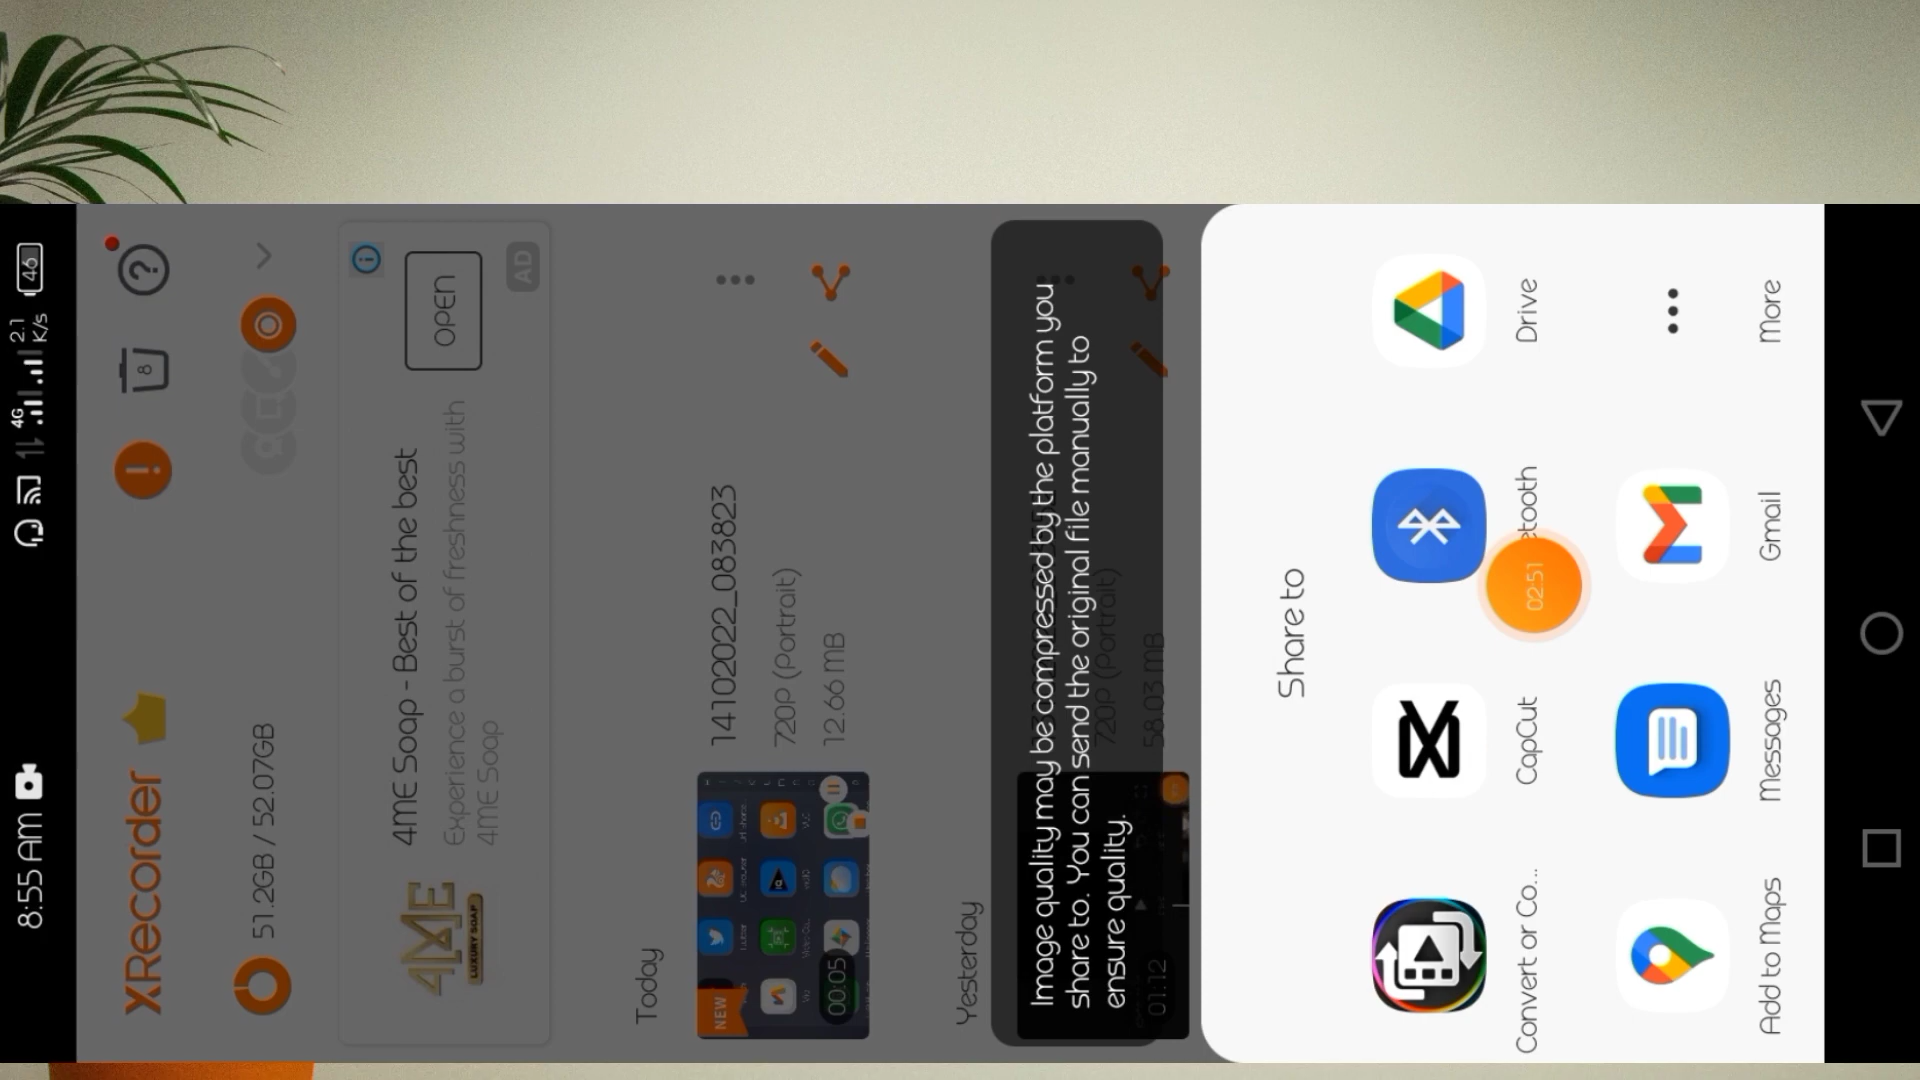 8:55 AM
4G
2.1
K/s
46
XRecorder
8
51.2GB / 52.07GB
4ME
LUXURY SOAP
4ME Soap - Best of the best
Experience a burst of freshness with
4ME Soap
OPEN
AD
Today
NEW
00:05
14102022_083823
720P (Portrait)
12.66 MB
Yesterday
01:12
720P (Portrait)
58.03 MB
Image quality may be compressed by the platform you
share to. You can send the original file manually to
ensure quality.
Share to
Convert or Co...
CapCut
etooth
Drive
02:51
Add to Maps
Messages
Gmail
More